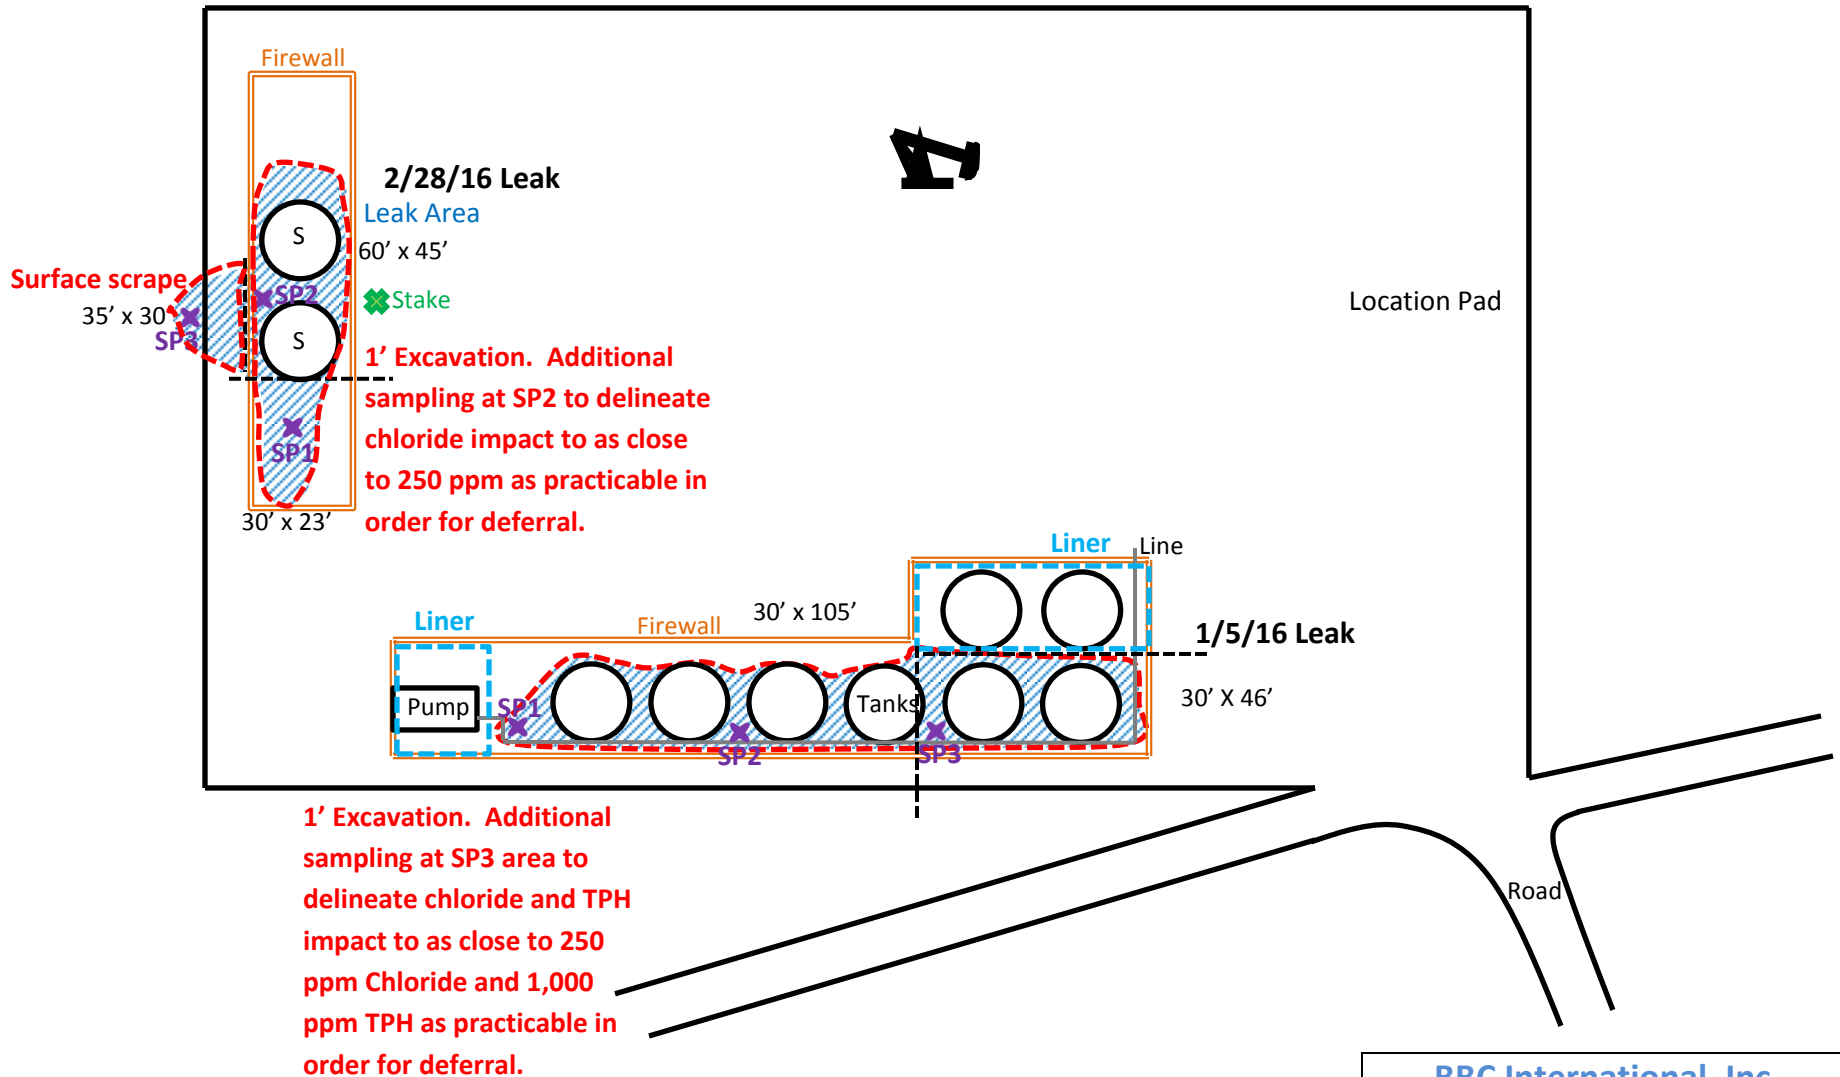 Firewall
2/28/16 Leak
Leak Area
60’ x 45’
S
Surface scrape
35’ x 30’
SP3
SP2
Stake
S
Location Pad
1’ Excavation. Additional
sampling at SP2 to delineate
chloride impact to as close
to 250 ppm as practicable in
order for deferral.
SP1
30’ x 23’
Liner
Line
Liner
Firewall
30’ x 105’
1/5/16 Leak
30’ X 46’
Pump
SP1
Tanks
SP2
SP3
1’ Excavation. Additional
sampling at SP3 area to
delineate chloride and TPH
impact to as close to 250
ppm Chloride and 1,000
ppm TPH as practicable in
order for deferral.
Road
BBC International, Inc